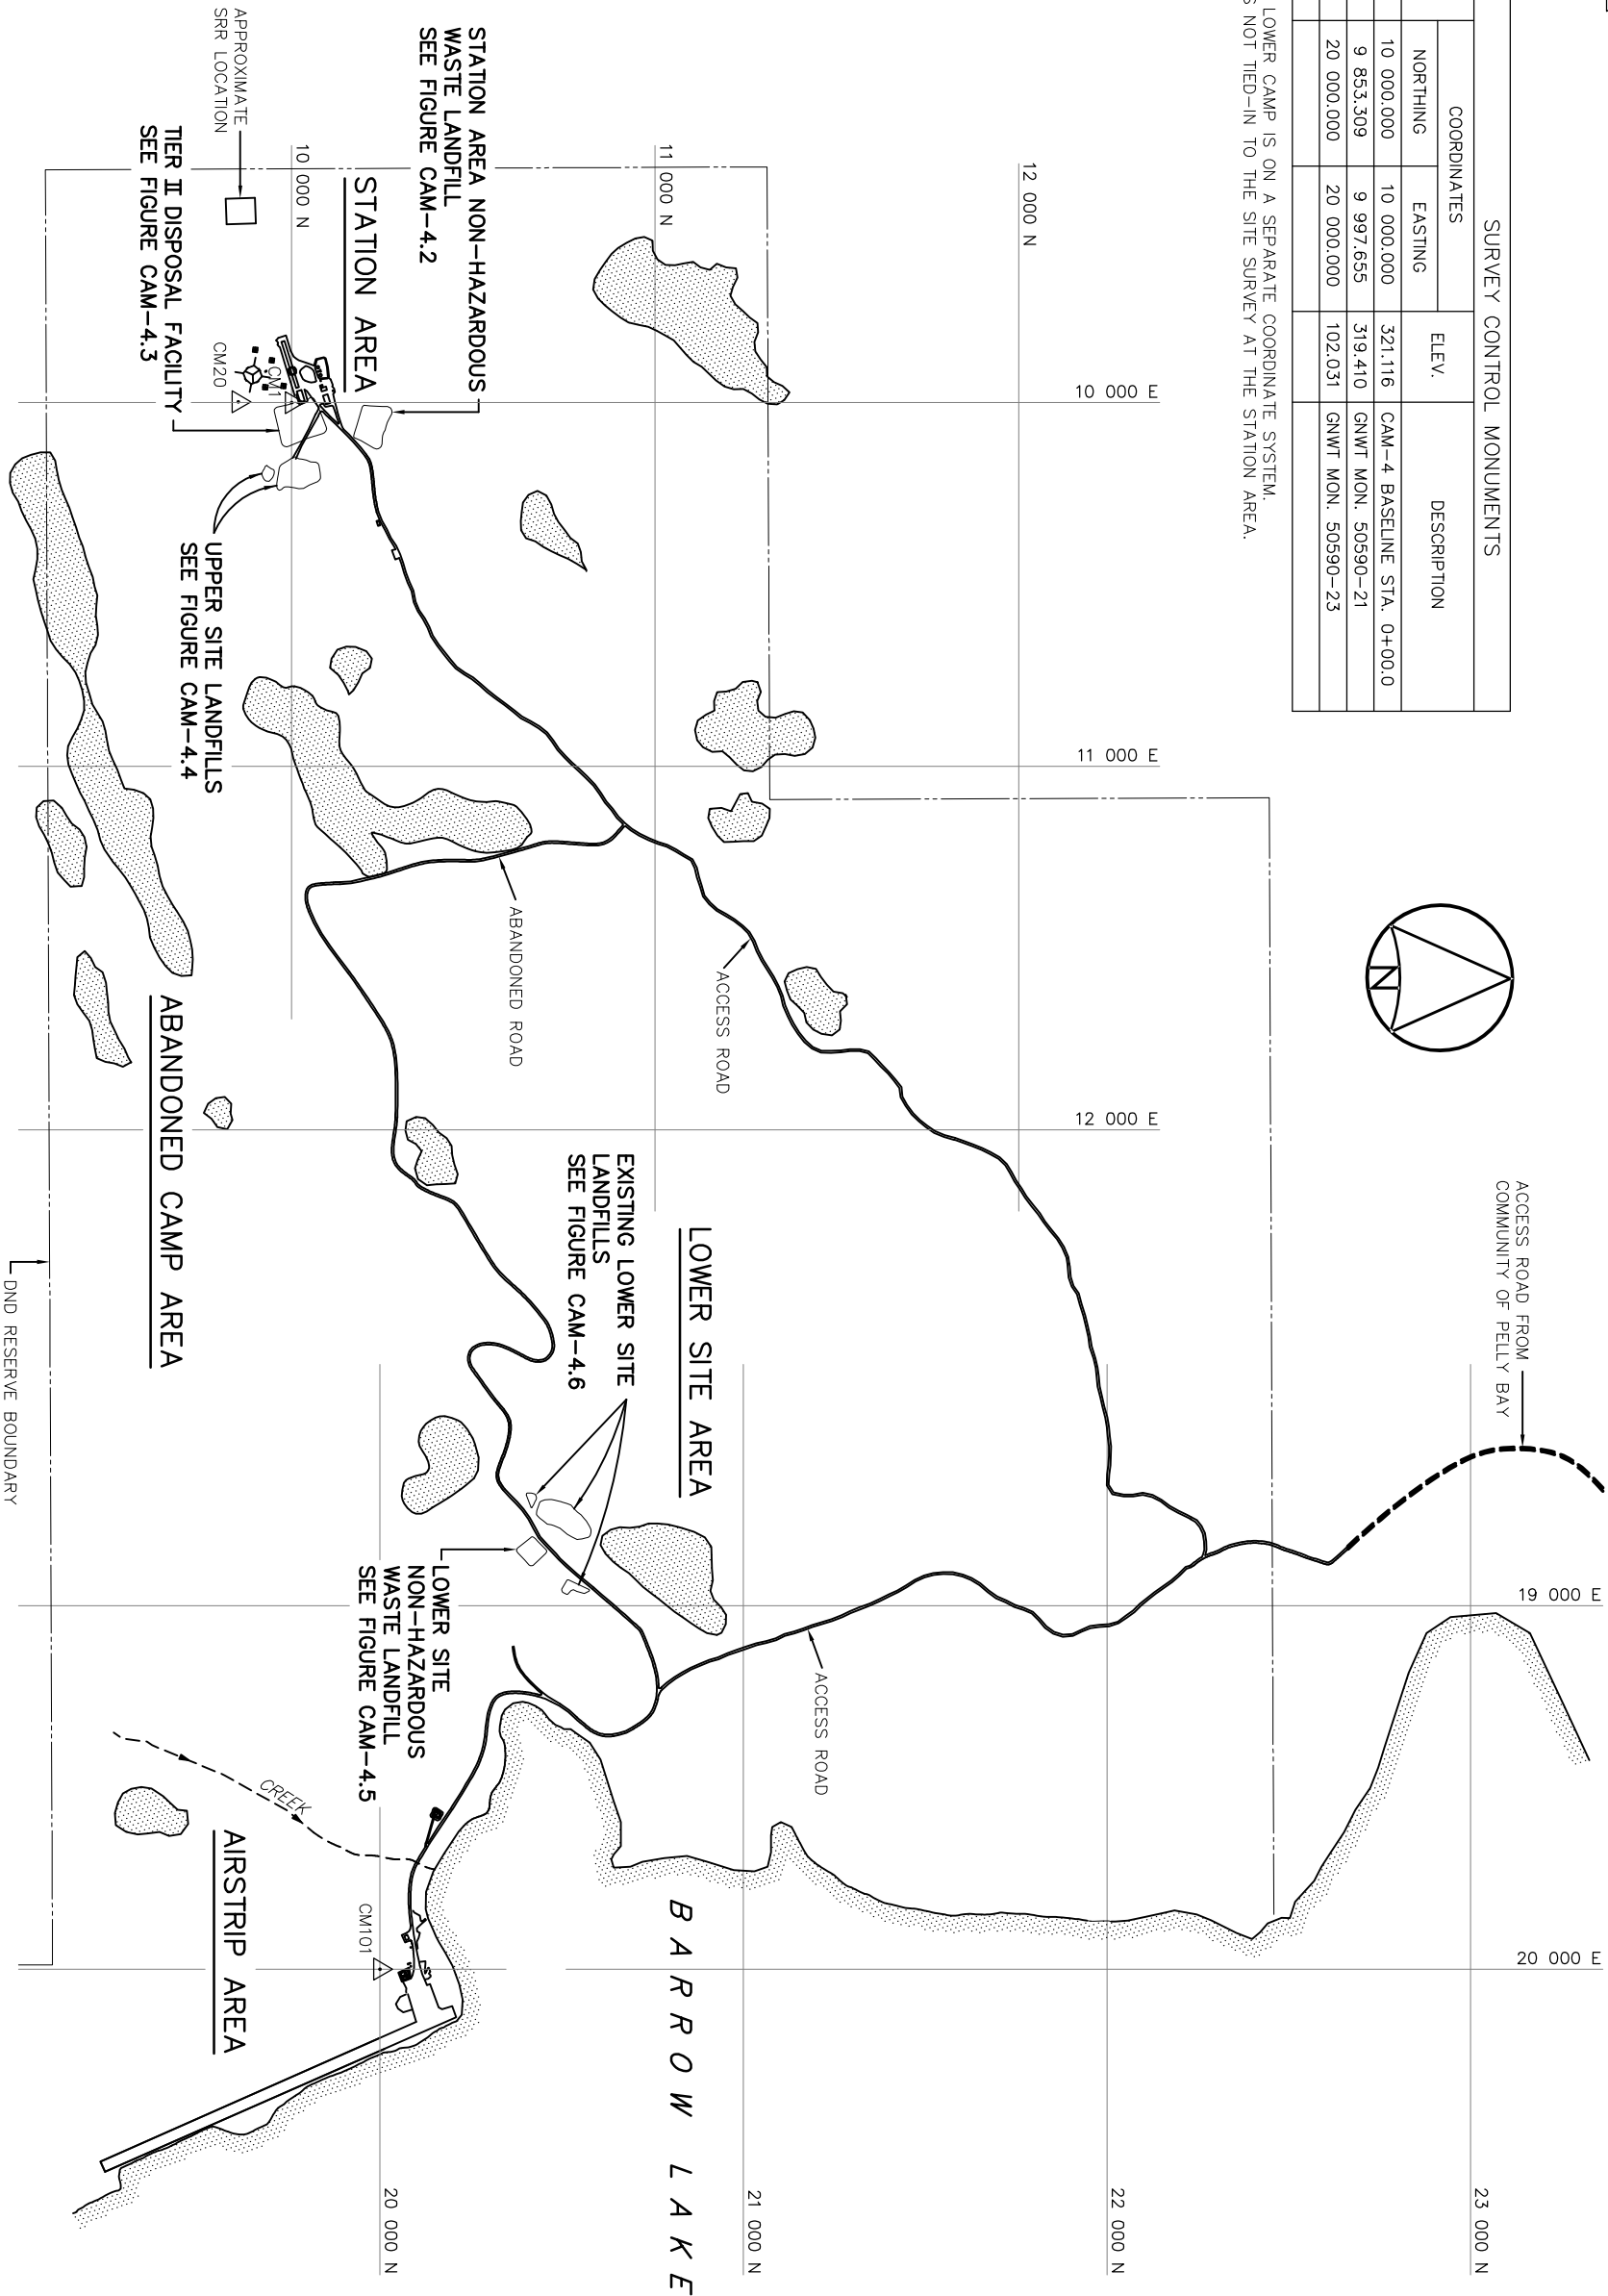 SURVEY CONTROL MONUMENTS
COORDINATES
ELEV.
DESCRIPTION
NORTHING
EASTING
10 000.000
10 000.000
321.116
CAM-4 BASELINE STA. 0+00.0
9 853.309
9 997.655
319.410
GNWT MON. 50590-21
20 000.000
20 000.000
102.031
GNWT MON. 50590-23
LOWER CAMP IS ON A SEPARATE COORDINATE SYSTEM.
NOT TIED-IN TO THE SITE SURVEY AT THE STATION AREA.
N
ACCESS ROAD FROM
COMMUNITY OF PELLY BAY
23 000 N
22 000 N
21 000 N
20 000 N
19 000 E
20 000 E
12 000 N
11 000 N
10 000 N
10 000 E
11 000 E
12 000 E
STATION AREA NON-HAZARDOUS
WASTE LANDFILL
SEE FIGURE CAM-4.2
STATION AREA
CM1
CM20
APPROXIMATE
SRR LOCATION
TIER II DISPOSAL FACILITY
SEE FIGURE CAM-4.3
UPPER SITE LANDFILLS
SEE FIGURE CAM-4.4
ACCESS ROAD
ABANDONED ROAD
ABANDONED CAMP AREA
LOWER SITE AREA
EXISTING LOWER SITE
LANDFILLS
SEE FIGURE CAM-4.6
LOWER SITE
NON-HAZARDOUS
WASTE LANDFILL
SEE FIGURE CAM-4.5
ACCESS ROAD
BARROW LAKE
CREEK
CM101
AIRSTRIP AREA
DND RESERVE BOUNDARY